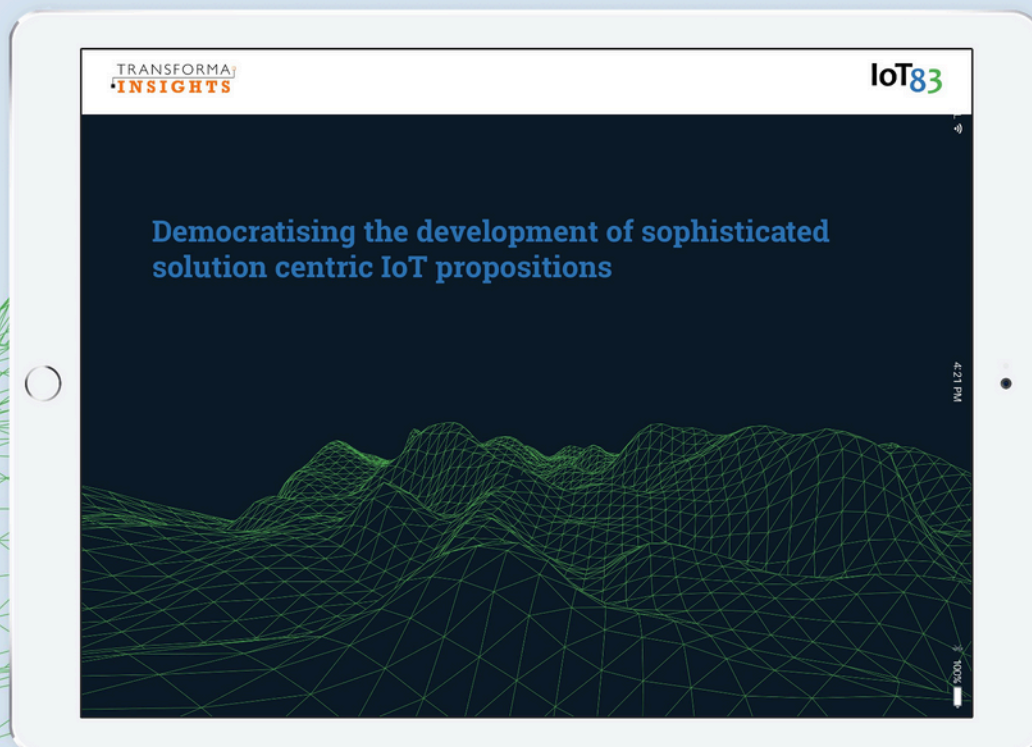 TRANSFORMA
INSIGHTS
IoT83
Democratising the development of sophisticated
solution centric IoT propositions
4:21 PM
100%